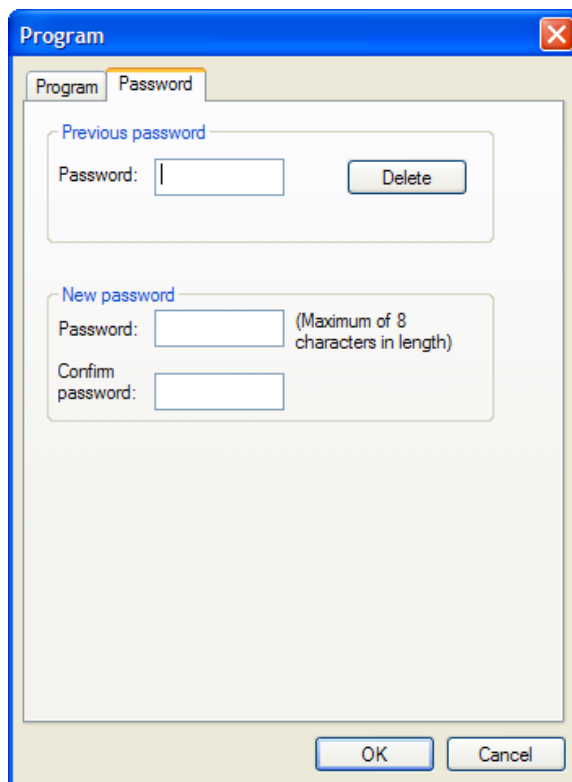 Program
Program Password
Previous password
Password: Delete
New password
Password: (Maximum of 8
characters in length)
Confirm
password:
OK Cancel